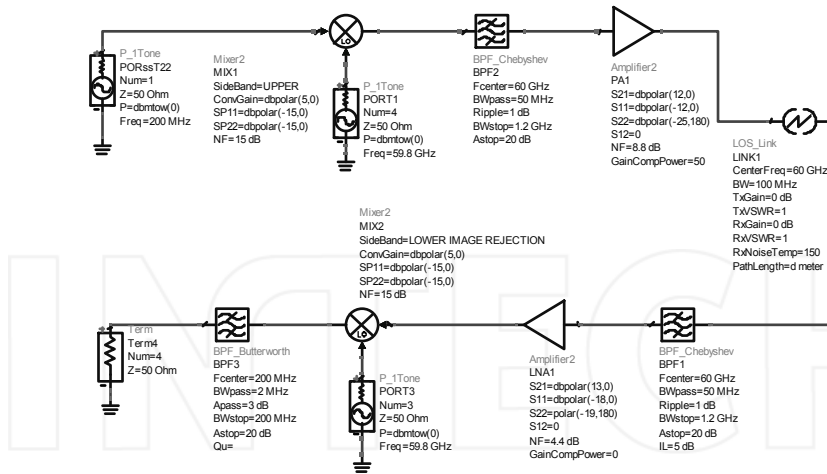 P_1Tone
PORssT22
Num=1
Z=50 Ohm
P=dbmtow(0)
Freq=200 MHz
Mixer2
MIX1
SideBand=UPPER
ConvGain=dbpolar(5,0)
SP11=dbpolar(-15,0)
SP22=dbpolar(-15,0)
NF=15 dB
LO
P_1Tone
PORT1
Num=4
Z=50 Ohm
P=dbmtow(0)
Freq=59.8 GHz
BPF_Chebyshev
BPF2
Fcenter=60 GHz
BWpass=50 MHz
Ripple=1 dB
BWstop=1.2 GHz
Astop=20 dB
Amplifier2
PA1
S21=dbpolar(12,0)
S11=dbpolar(-12,0)
S22=dbpolar(-25,180)
S12=0
NF=8.8 dB
GainCompPower=50
LOS_Link
LINK1
CenterFreq=60 GHz
BW=100 MHz
TxGain=0 dB
TxVSWR=1
RxGain=0 dB
RxVSWR=1
RxNoiseTemp=150
PathLength=d meter
Term
Term4
Num=4
Z=50 Ohm
BPF_Butterworth
BPF3
Fcenter=200 MHz
BWpass=2 MHz
Apass=3 dB
BWstop=200 MHz
Astop=20 dB
Qu=
Mixer2
MIX2
SideBand=LOWER IMAGE REJECTION
ConvGain=dbpolar(5,0)
SP11=dbpolar(-15,0)
SP22=dbpolar(-15,0)
NF=15 dB
LO
P_1Tone
PORT3
Num=3
Z=50 Ohm
P=dbmtow(0)
Freq=59.8 GHz
Amplifier2
LNA1
S21=dbpolar(13,0)
S11=dbpolar(-18,0)
S22=polar(-19,180)
S12=0
NF=4.4 dB
GainCompPower=0
BPF_Chebyshev
BPF1
Fcenter=60 GHz
BWpass=50 MHz
Ripple=1 dB
BWstop=1.2 GHz
Astop=20 dB
IL=5 dB
INTECH